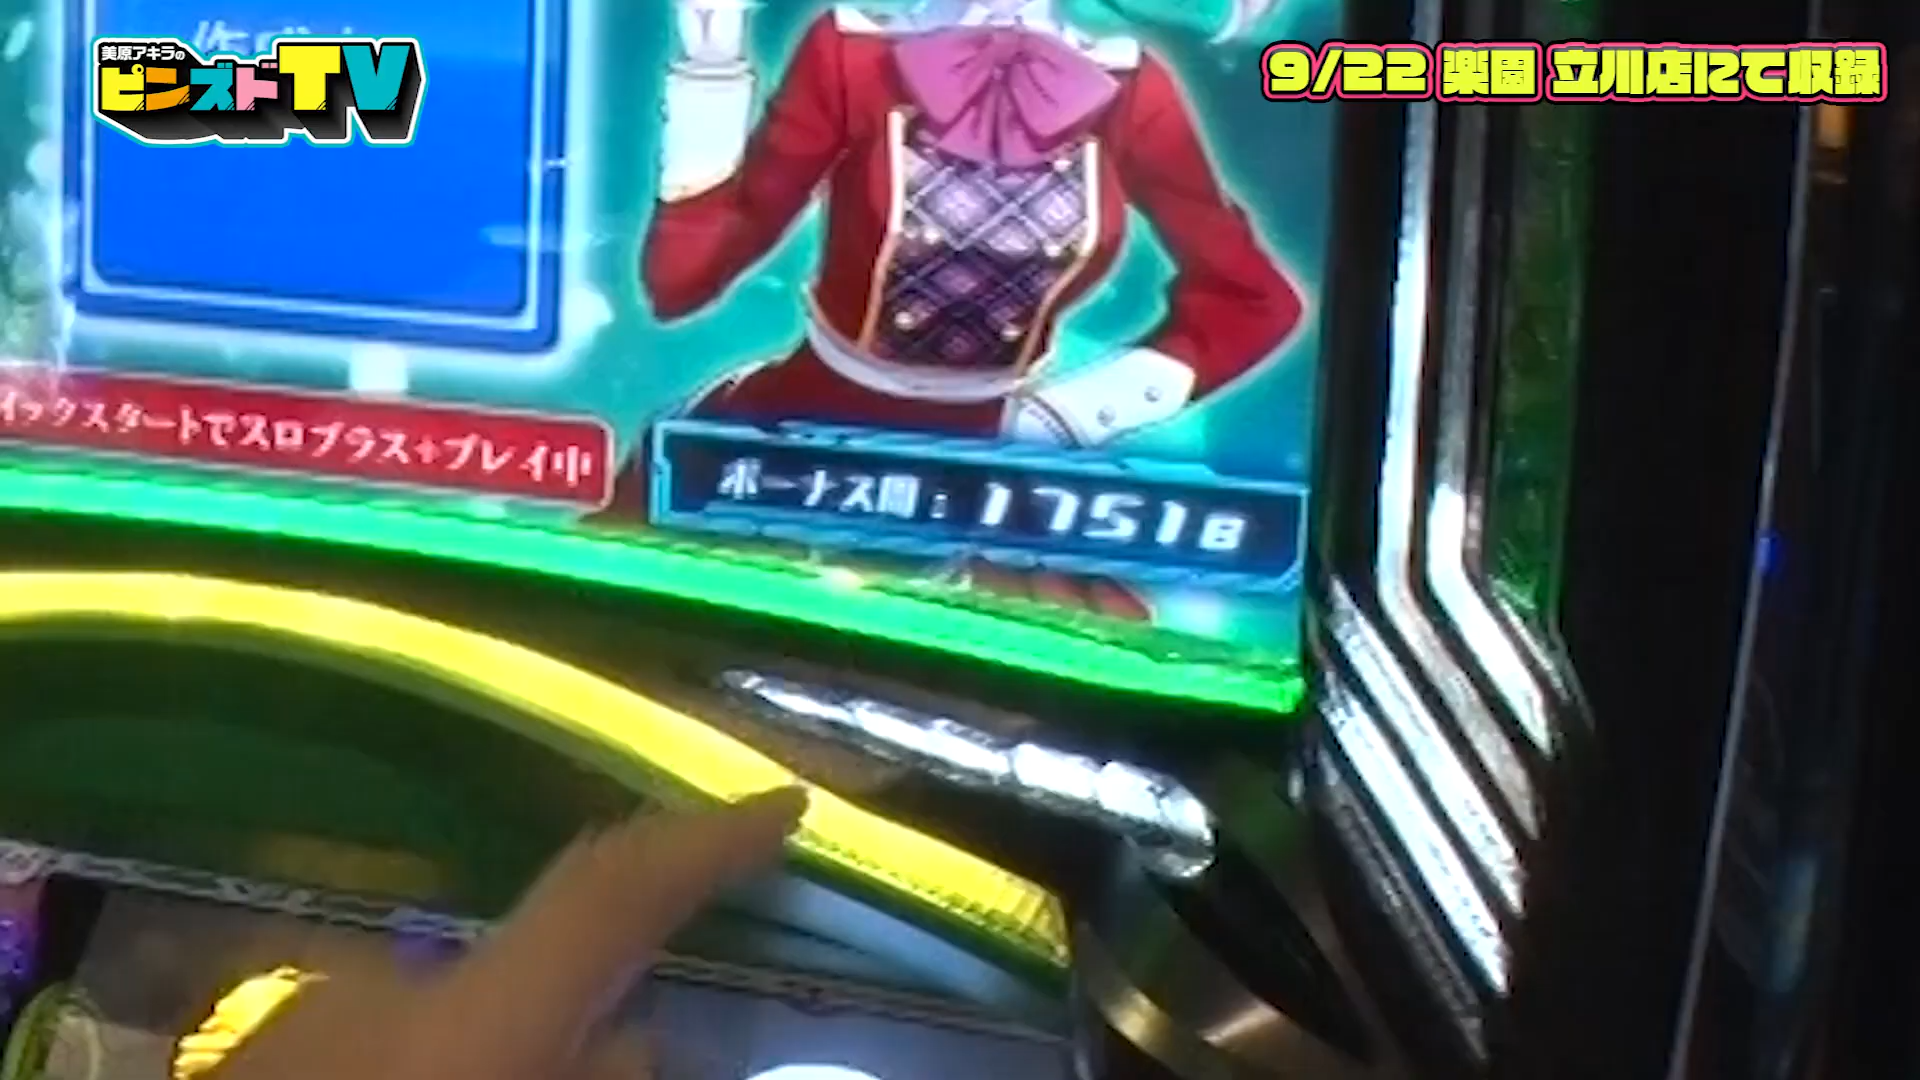 美原アキラの
ピンズドTV
9/22 楽園 立川店にて収録
イックスタートでスロプラス+プレイ中
ボーナス間：1751G